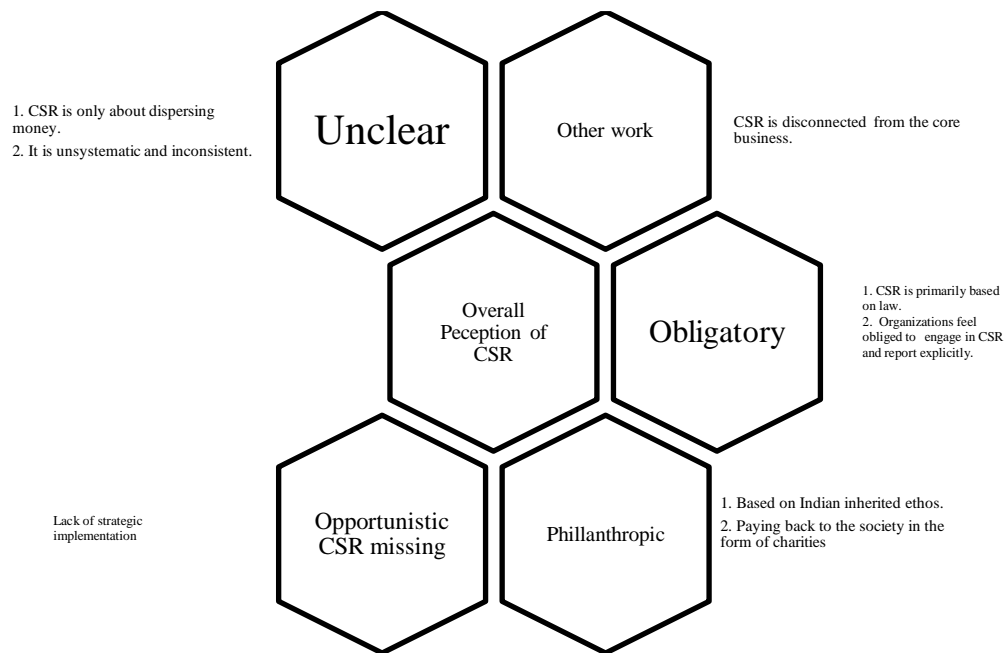 1. CSR is only about dispersing
money.
2. It is unsystematic and inconsistent.
Unclear
Other work
CSR is disconnected from the core
business.
Overall
Peception of
CSR
Obligatory
1. CSR is primarily based
on law.
2. Organizations feel
obliged to engage in CSR
and report explicitly.
Lack of strategic
implementation
Opportunistic
CSR missing
Phillanthropic
1. Based on Indian inherited ethos.
2. Paying back to the society in the
form of charities